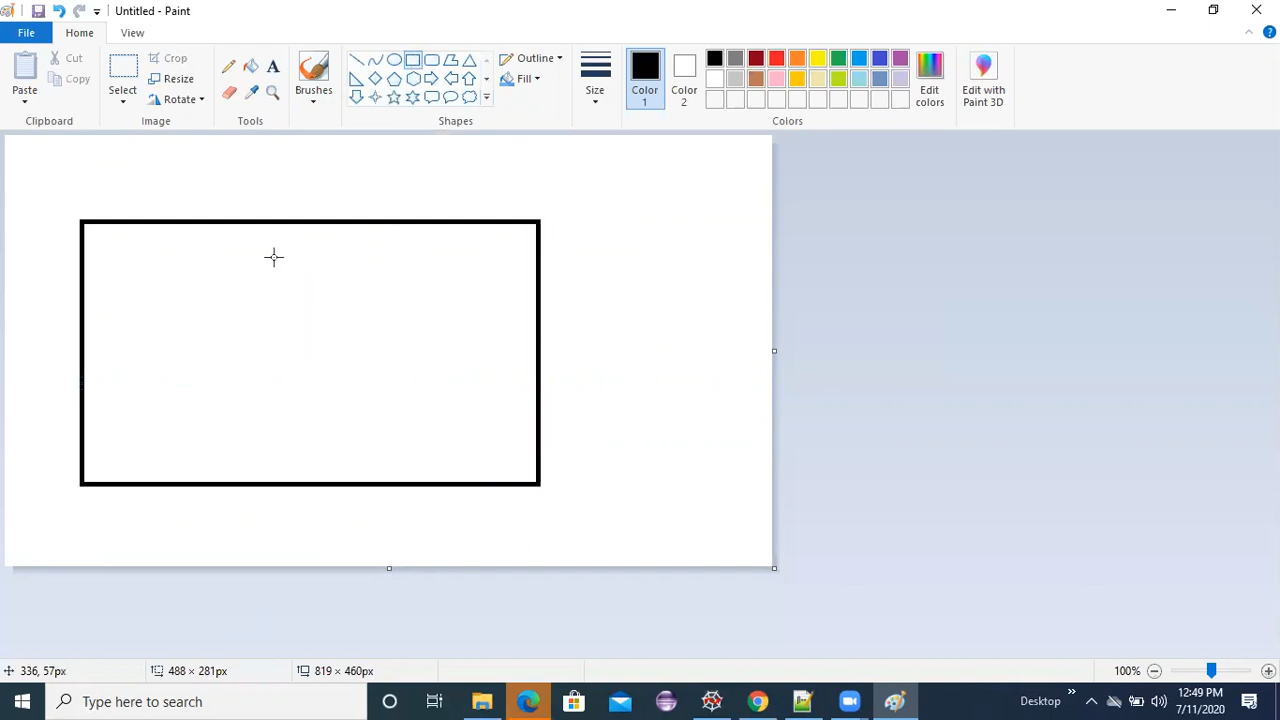 Untitled - Paint
File Home View
Paste
Cut
Copy
Clipboard
Select
Crop
Resize
Rotate
Image
A
Tools
Brushes
Outline
Fill
Shapes
Size
Color
1
Color
2
Edit
colors
Colors
Edit with
Paint 3D
336, 57px 488 × 281px 819 × 460px 100%
Type here to search
Desktop
12:49 PM
7/11/2020